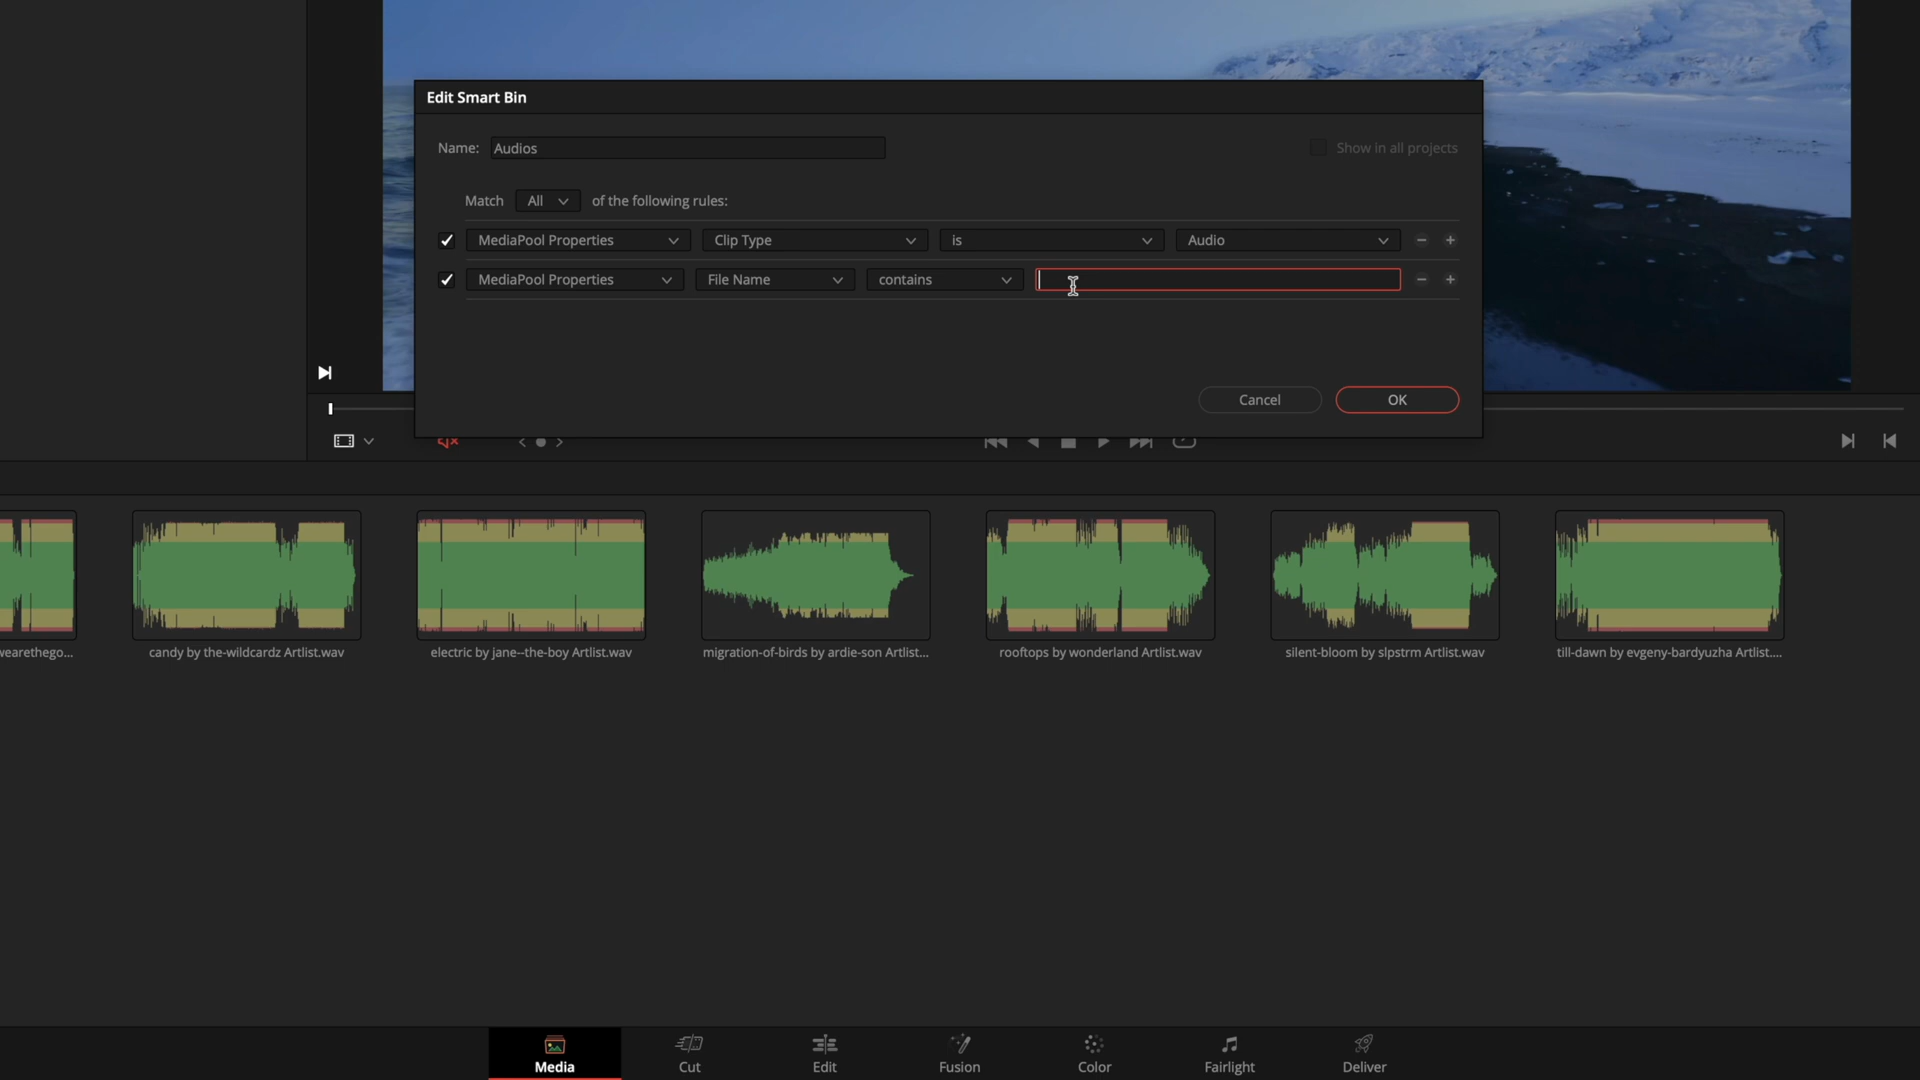 Edit Smart Bin
Name: Audios
Show in all projects
Match All of the following rules:
MediaPool Properties Clip Type is Audio
MediaPool Properties File Name contains
Cancel OK
wearethego...
candy by the-wildcardz Artlist.wav
electric by jane--the-boy Artlist.wav
migration-of-birds by ardie-son Artlist...
rooftops by wonderland Artlist.wav
silent-bloom by slpstrm Artlist.wav
till-dawn by evgeny-bardyuzha Artlist....
Media Cut Edit Fusion Color Fairlight Deliver